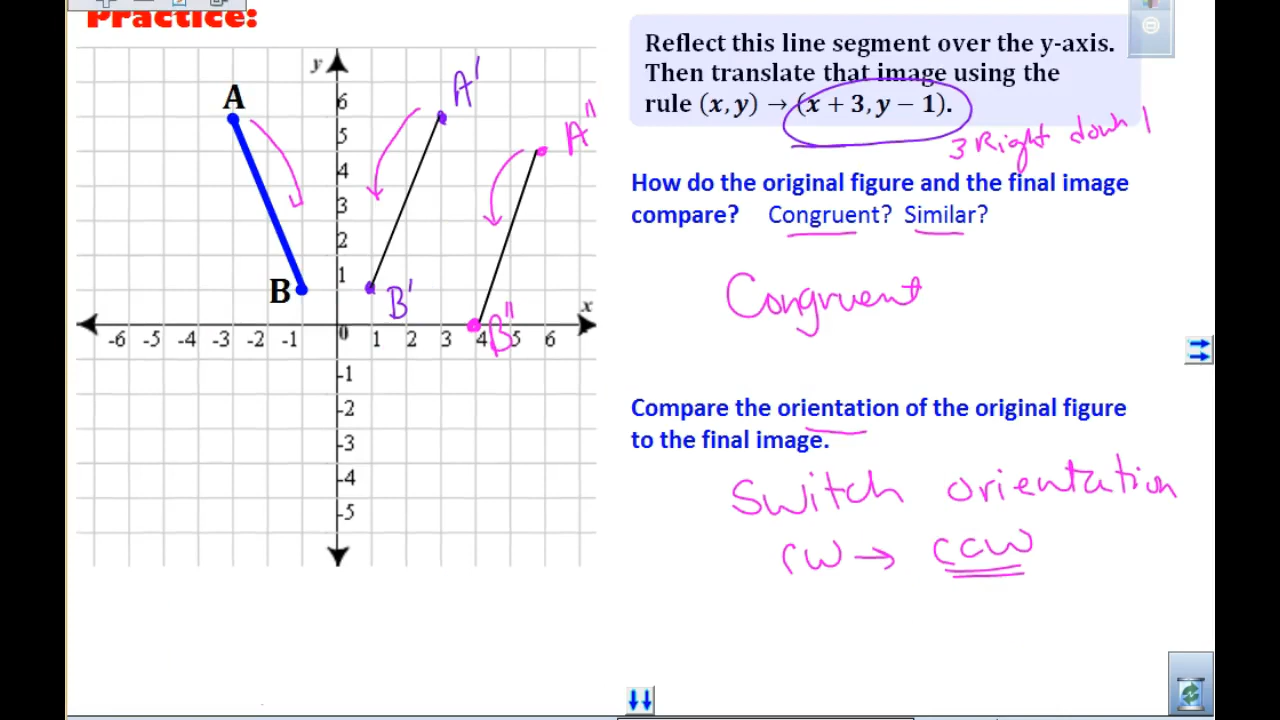 Practice:
Reflect this line segment over the y-axis.
Then translate that image using the
rule (x, y) → (x + 3, y − 1).
3 Right down 1
How do the original figure and the final image
compare? Congruent? Similar?
Congruent
Compare the orientation of the original figure
to the final image.
Switch orientation
CW → CCW
y
A
A'
A"
6
5
4
3
2
1
B
B'
B"
x
-6 -5 -4 -3 -2 -1 0 1 2 3 4 5 6
-1
-2
-3
-4
-5